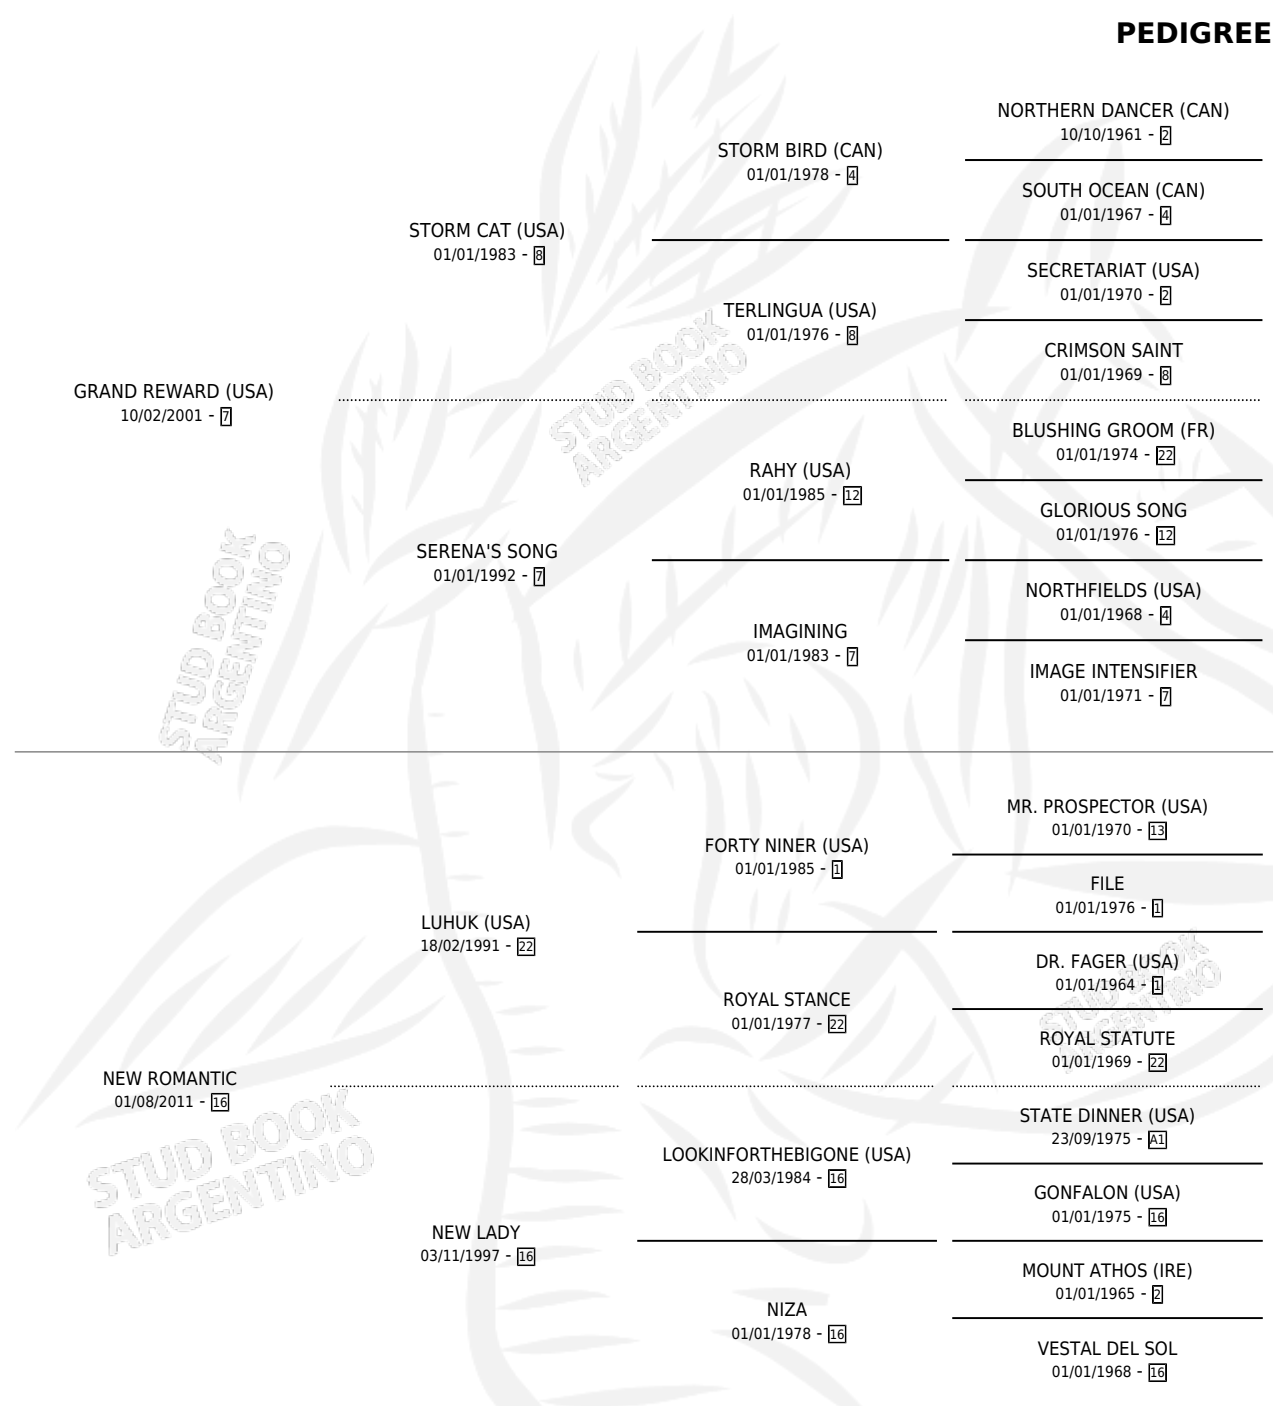 PEDIGREE
NORTHERN DANCER (CAN)
10/10/1961 - 2
STORM BIRD (CAN)
01/01/1978 - 4
SOUTH OCEAN (CAN)
01/01/1967 - 4
STORM CAT (USA)
01/01/1983 - 8
SECRETARIAT (USA)
01/01/1970 - 2
TERLINGUA (USA)
01/01/1976 - 8
CRIMSON SAINT
01/01/1969 - 8
GRAND REWARD (USA)
10/02/2001 - 7
BLUSHING GROOM (FR)
01/01/1974 - 22
RAHY (USA)
01/01/1985 - 12
GLORIOUS SONG
01/01/1976 - 12
SERENA'S SONG
01/01/1992 - 7
NORTHFIELDS (USA)
01/01/1968 - 4
IMAGINING
01/01/1983 - 7
IMAGE INTENSIFIER
01/01/1971 - 7
MR. PROSPECTOR (USA)
01/01/1970 - 13
FORTY NINER (USA)
01/01/1985 - 1
FILE
01/01/1976 - 1
LUHUK (USA)
18/02/1991 - 22
DR. FAGER (USA)
01/01/1964 - 1
ROYAL STANCE
01/01/1977 - 22
ROYAL STATUTE
01/01/1969 - 22
NEW ROMANTIC
01/08/2011 - 16
STATE DINNER (USA)
23/09/1975 - A1
LOOKINFORTHEBIGONE (USA)
28/03/1984 - 16
GONFALON (USA)
01/01/1975 - 16
NEW LADY
03/11/1997 - 16
MOUNT ATHOS (IRE)
01/01/1965 - 2
NIZA
01/01/1978 - 16
VESTAL DEL SOL
01/01/1968 - 16
STUD BOOK
ARGENTINO
STUD BOOK
ARGENTINO
STUD BOOK
ARGENTINO
STUD BOOK
ARGENTINO